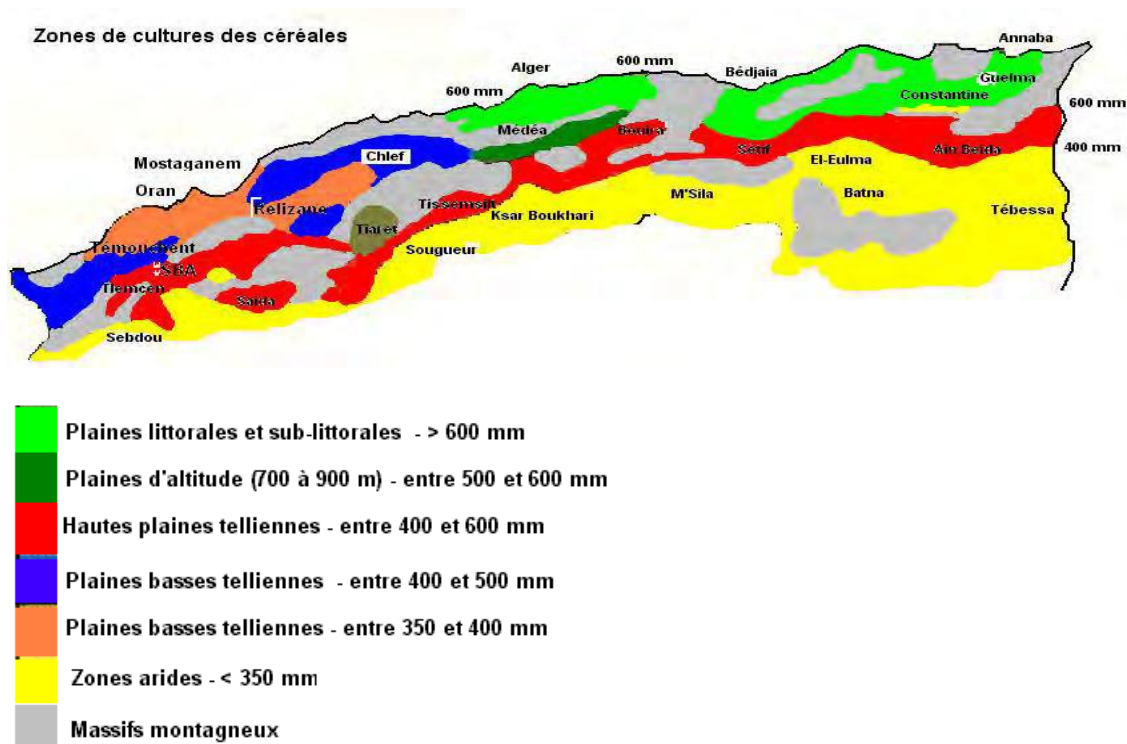 Zones de cultures des céréales
Annaba
600 mm
Alger
Bédjaia
Guelma
600 mm
Constantine
600 mm
Médéa
Bouira
400 mm
Sétif
Ain Beida
Chlef
El-Eulma
Mostaganem
Oran
Tissemsilt
M'Sila
Batna
Relizane
Ksar Boukhari
Tébessa
Tiaret
Témouchent
Sougueur
SBA
Tlemcen
Saida
Sebdou
Plaines littorales et sub-littorales - > 600 mm
Plaines d'altitude (700 à 900 m) - entre 500 et 600 mm
Hautes plaines telliennes - entre 400 et 600 mm
Plaines basses telliennes - entre 400 et 500 mm
Plaines basses telliennes - entre 350 et 400 mm
Zones arides - < 350 mm
Massifs montagneux